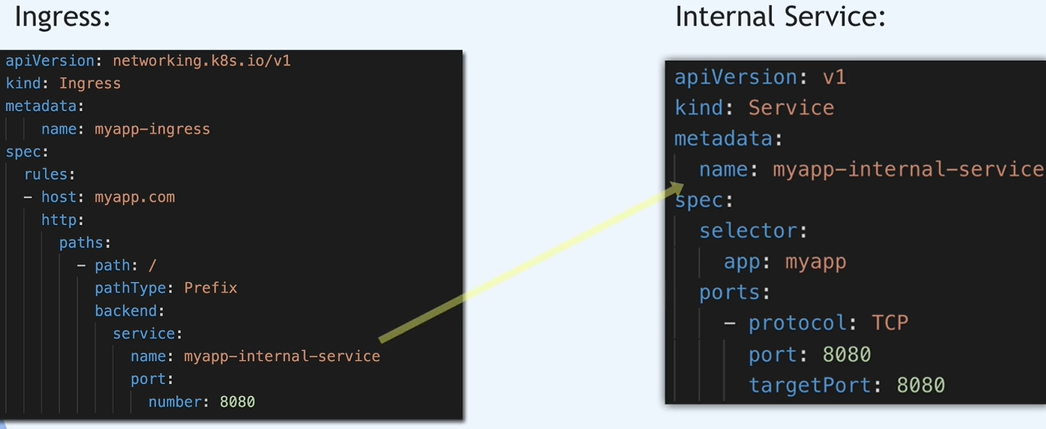 Ingress:
apiVersion: networking.k8s.io/v1
kind: Ingress
metadata:
name: myapp-ingress
spec:
rules:
- host: myapp.com
http:
paths:
- path: /
pathType: Prefix
backend:
service:
name: myapp-internal-service
port:
number: 8080
Internal Service:
apiVersion: v1
kind: Service
metadata:
name: myapp-internal-service
spec:
selector:
app: myapp
ports:
- protocol: TCP
port: 8080
targetPort: 8080